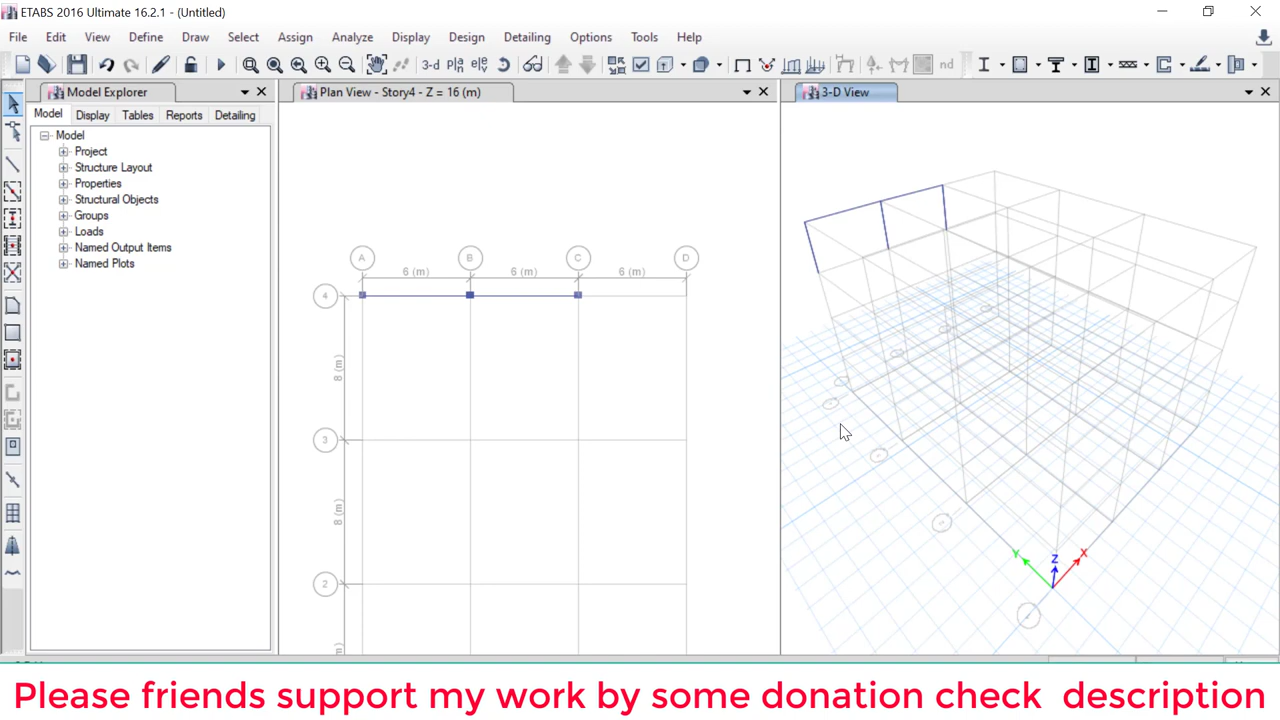 ETABS 2016 Ultimate 16.2.1 - (Untitled)
File Edit View Define Draw Select Assign Analyze Display Design Detailing Options Tools Help
3-d nd
Model Explorer
Plan View - Story4 - Z = 16 (m)
3-D View
Model Display Tables Reports Detailing
Model
Project
Structure Layout
Properties
Structural Objects
Groups
Loads
Named Output Items
Named Plots
A B C D
6 (m) 6 (m) 6 (m)
4
8 (m)
3
8 (m)
2
Y Z X
Please friends support my work by some donation check description